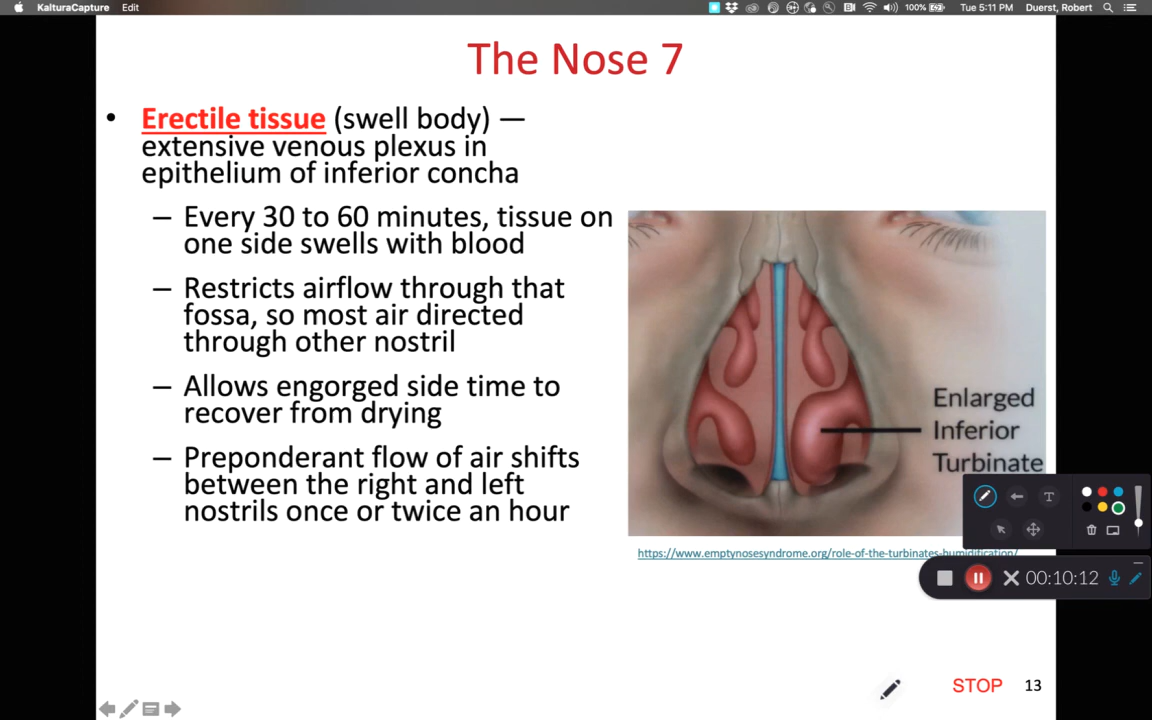 KalturaCapture Edit
100% Tue 5:11 PM Duerst, Robert
The Nose 7
• Erectile tissue (swell body) —
extensive venous plexus in
epithelium of inferior concha
– Every 30 to 60 minutes, tissue on
one side swells with blood
– Restricts airflow through that
fossa, so most air directed
through other nostril
– Allows engorged side time to
recover from drying
– Preponderant flow of air shifts
between the right and left
nostrils once or twice an hour
Enlarged
Inferior
Turbinate
T
https://www.emptynosesyndrome.org/role-of-the-turbinates-humidification/
00:10:12
STOP 13